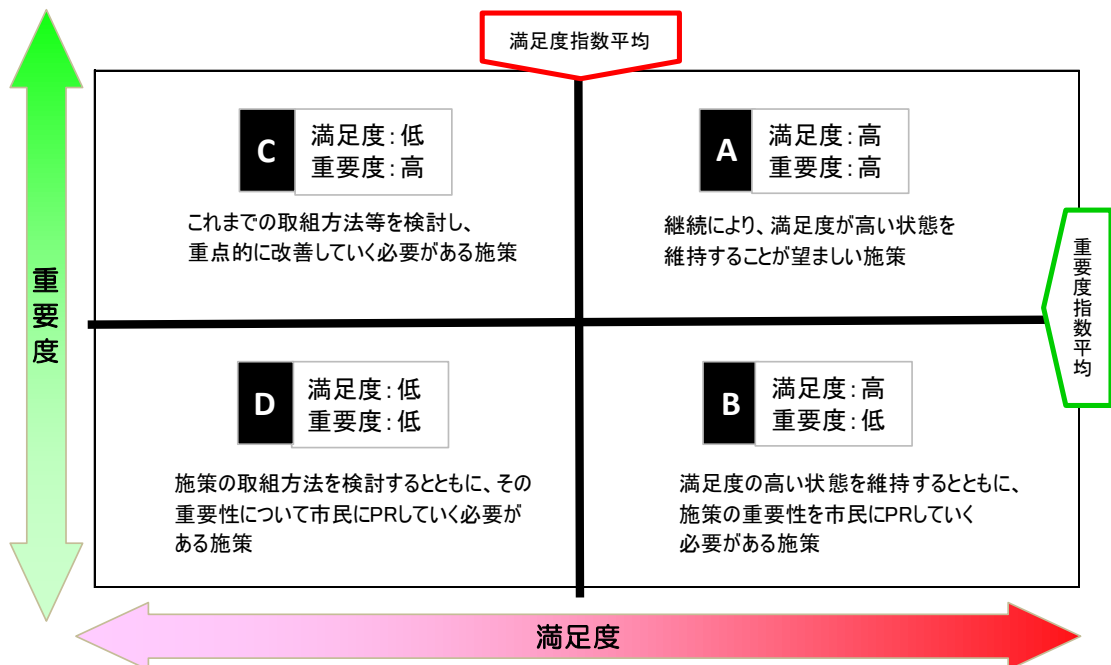 満足度指数平均
C
満足度：低
重要度：高
これまでの取組方法等を検討し、
重点的に改善していく必要がある施策
A
満足度：高
重要度：高
継続により、満足度が高い状態を
維持することが望ましい施策
重要度指数平均
重要度
D
満足度：低
重要度：低
施策の取組方法を検討するとともに、その
重要性について市民にPRしていく必要が
ある施策
B
満足度：高
重要度：低
満足度の高い状態を維持するとともに、
施策の重要性を市民にPRしていく
必要がある施策
満足度